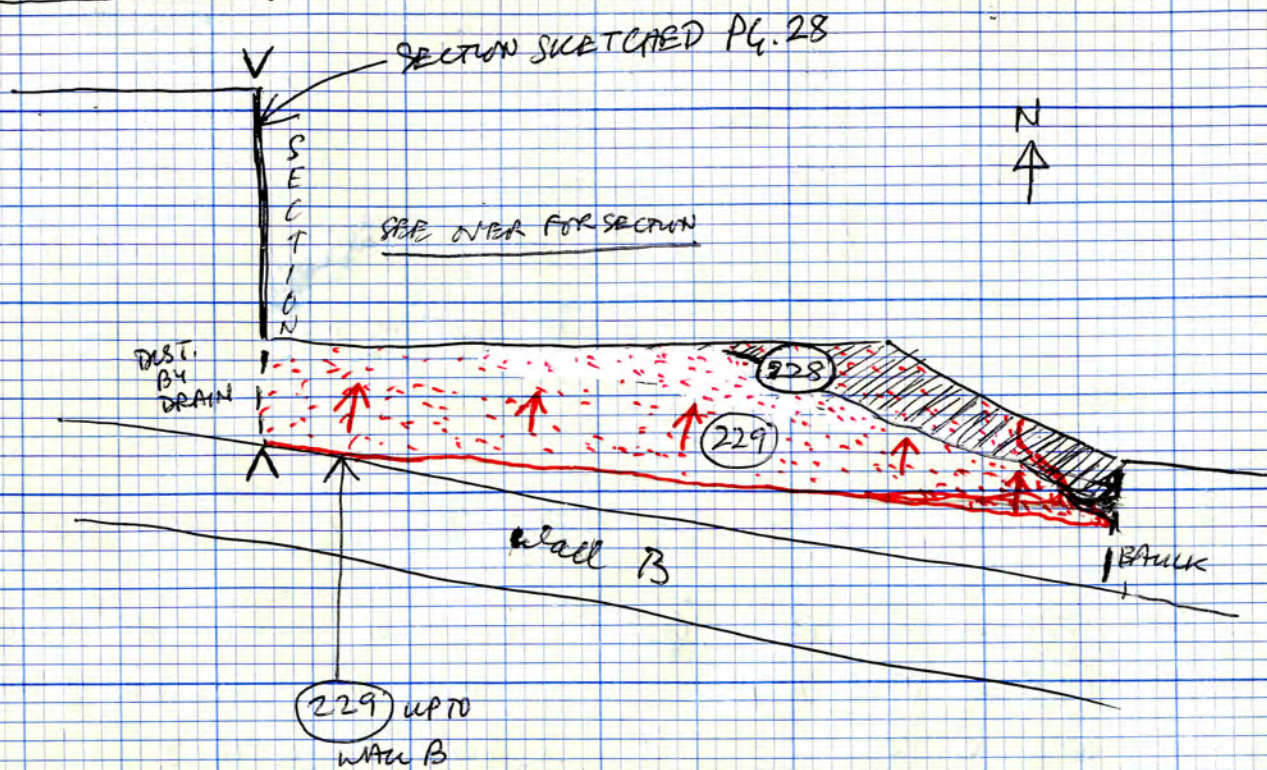 SECTION SKETCHED PG.28
N
SECTION
SEE OVER FOR SECTION
DIST.
BY
DRAIN
228
229
Wall B
BAULK
229 UP TO
WALL B